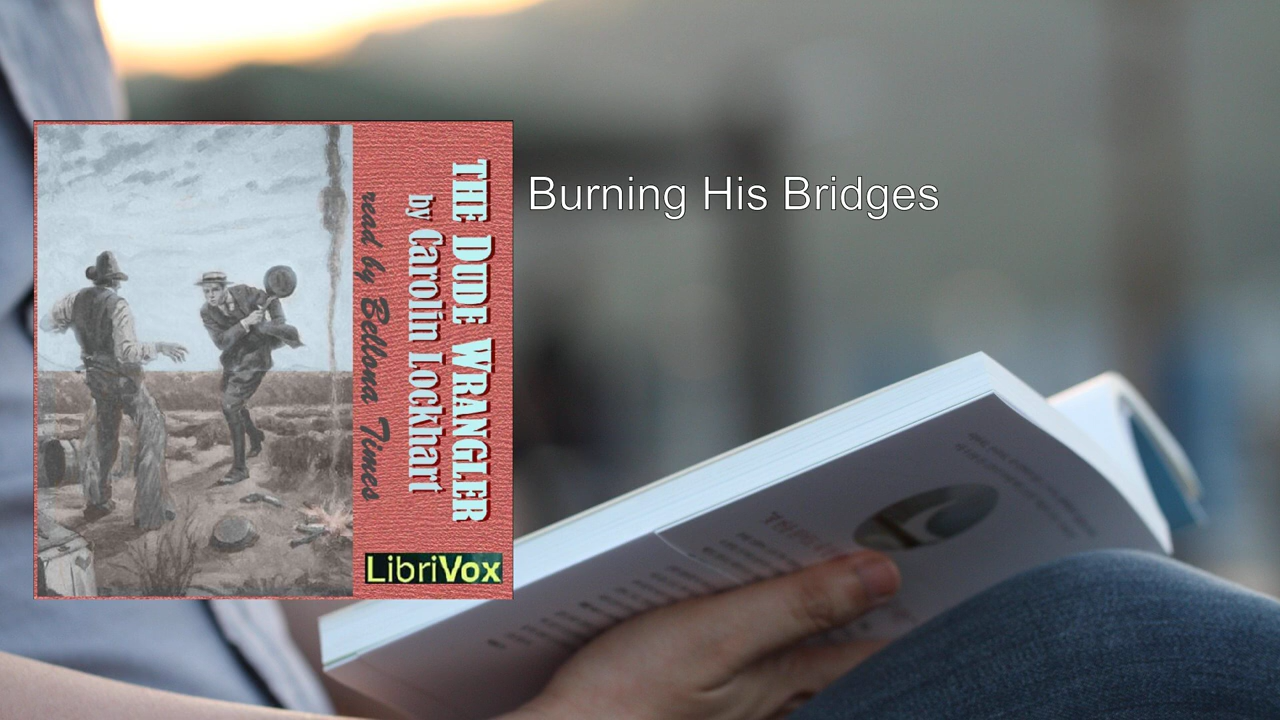 THE DUDE WRANGLER
by Carolin Lockhart
read by Bellona Times
LibriVox
Burning His Bridges